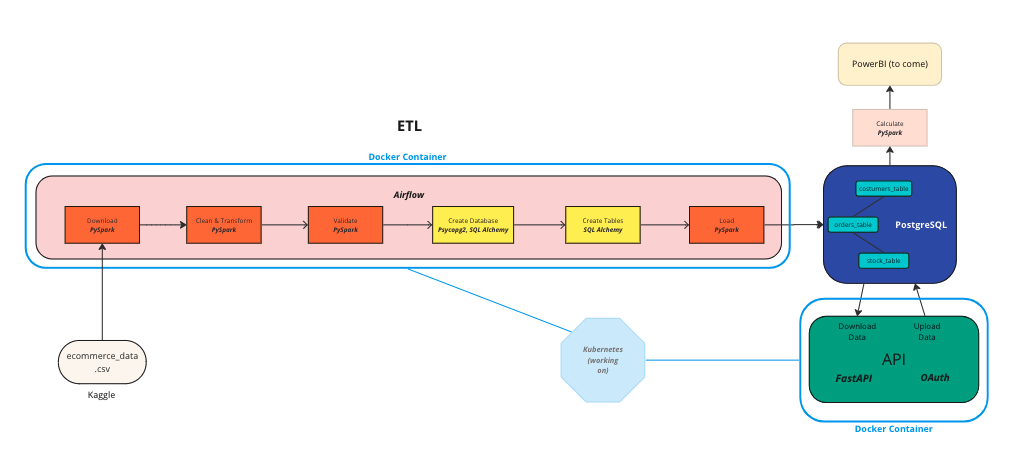 PowerBI (to come)
Calculate
PySpark
ETL
Docker Container
Airflow
Download
PySpark
Clean & Transform
PySpark
Validate
PySpark
Create Database
Psycopg2, SQL Alchemy
Create Tables
SQL Alchemy
Load
PySpark
costumers_table
orders_table
PostgreSQL
stock_table
ecommerce_data
.csv
Kaggle
Kubernetes
(working
on)
Download
Data
Upload
Data
API
FastAPI
OAuth
Docker Container